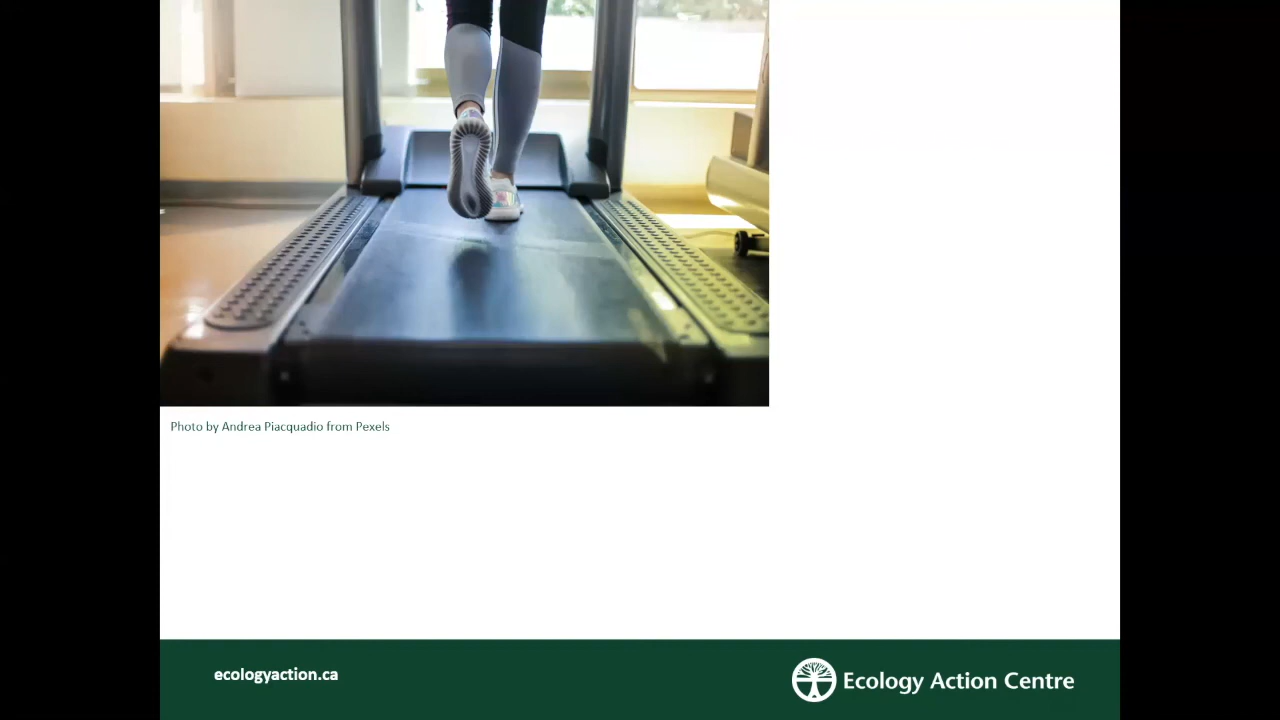 Photo by Andrea Piacquadio from Pexels
ecologyaction.ca
Ecology Action Centre